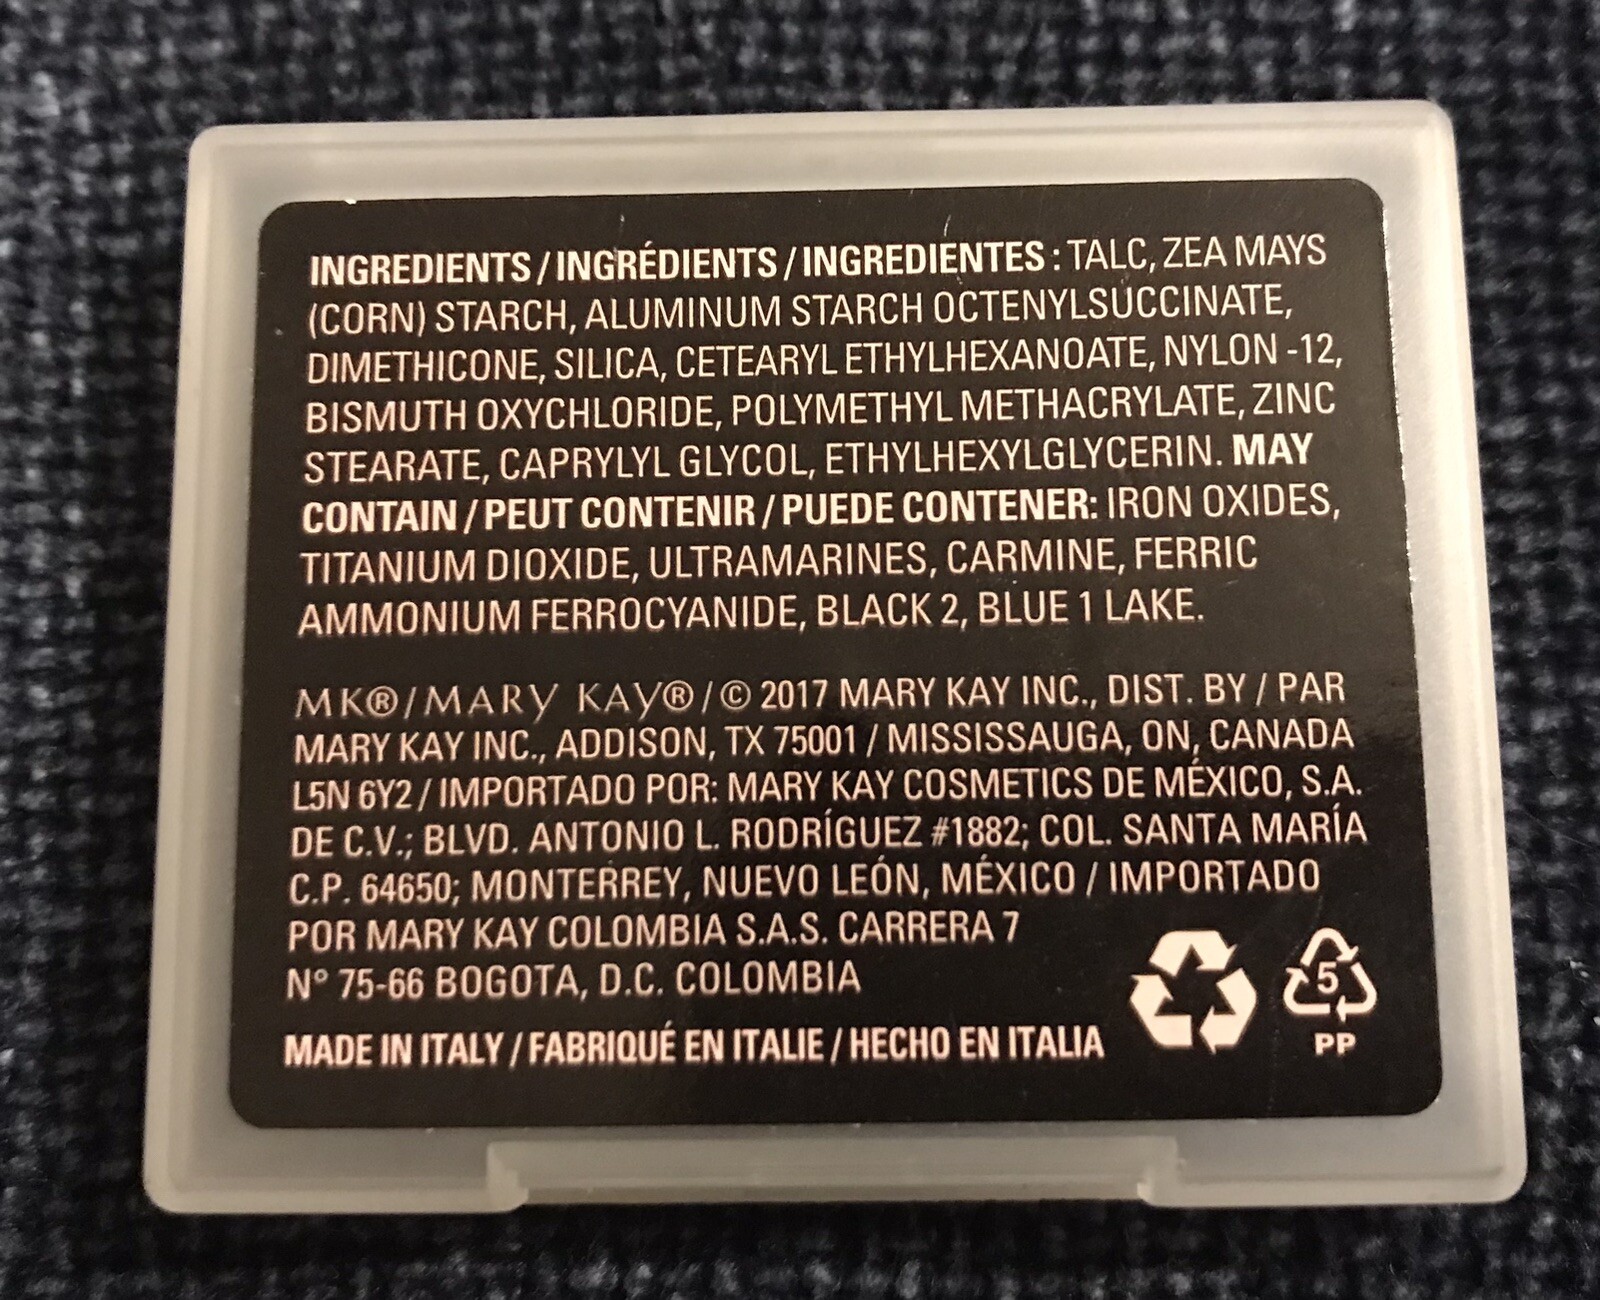 INGREDIENTS / INGRÉDIENTS / INGREDIENTES : TALC, ZEA MAYS
(CORN) STARCH, ALUMINUM STARCH OCTENYLSUCCINATE,
DIMETHICONE, SILICA, CETEARYL ETHYLHEXANOATE, NYLON -12,
BISMUTH OXYCHLORIDE, POLYMETHYL METHACRYLATE, ZINC
STEARATE, CAPRYLYL GLYCOL, ETHYLHEXYLGLYCERIN. MAY
CONTAIN / PEUT CONTENIR / PUEDE CONTENER: IRON OXIDES,
TITANIUM DIOXIDE, ULTRAMARINES, CARMINE, FERRIC
AMMONIUM FERROCYANIDE, BLACK 2, BLUE 1 LAKE.
MK® / MARY KAY® / © 2017 MARY KAY INC., DIST. BY / PAR
MARY KAY INC., ADDISON, TX 75001 / MISSISSAUGA, ON, CANADA
L5N 6Y2 / IMPORTADO POR: MARY KAY COSMETICS DE MÉXICO, S.A.
DE C.V.; BLVD. ANTONIO L. RODRÍGUEZ #1882; COL. SANTA MARÍA
C.P. 64650; MONTERREY, NUEVO LEÓN, MÉXICO / IMPORTADO
POR MARY KAY COLOMBIA S.A.S. CARRERA 7
N° 75-66 BOGOTA, D.C. COLOMBIA
MADE IN ITALY / FABRIQUÉ EN ITALIE / HECHO EN ITALIA
5
PP